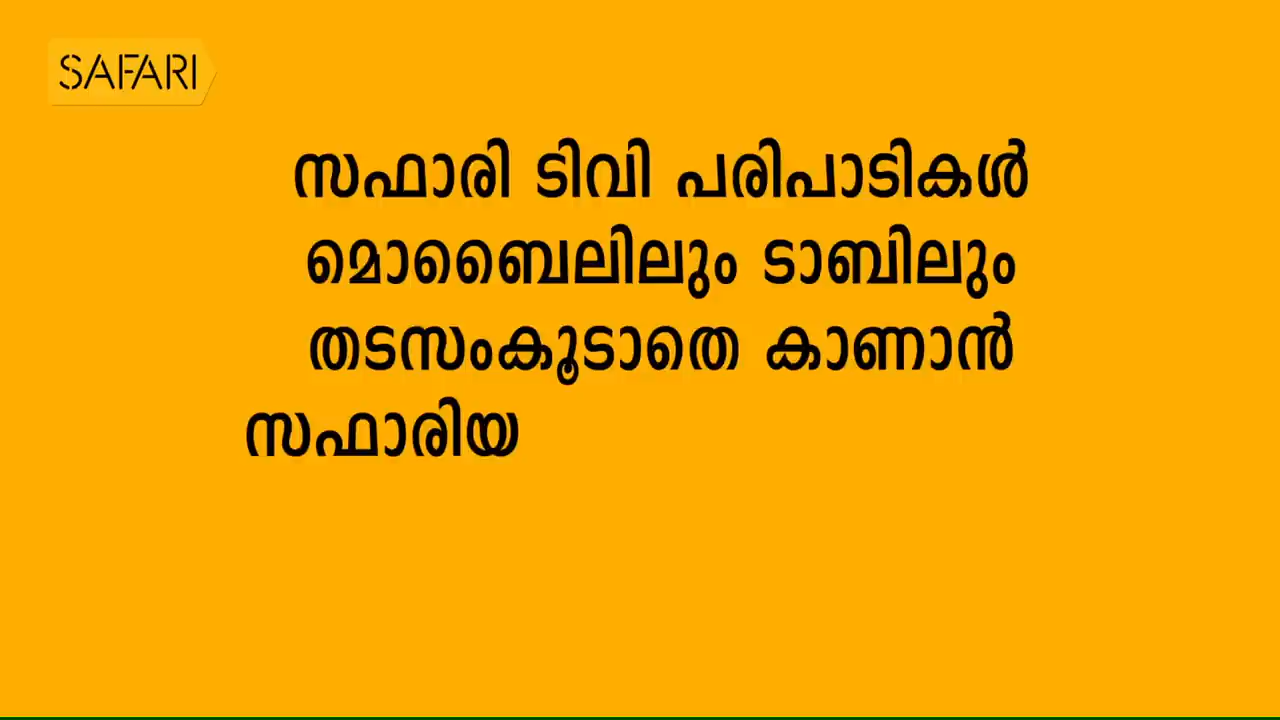 SAFARI
സഫാരി ടിവി പരിപാടികൾ
മൊബൈലിലും ടാബിലും
തടസംകൂടാതെ കാണാൻ
സഫാരിയ